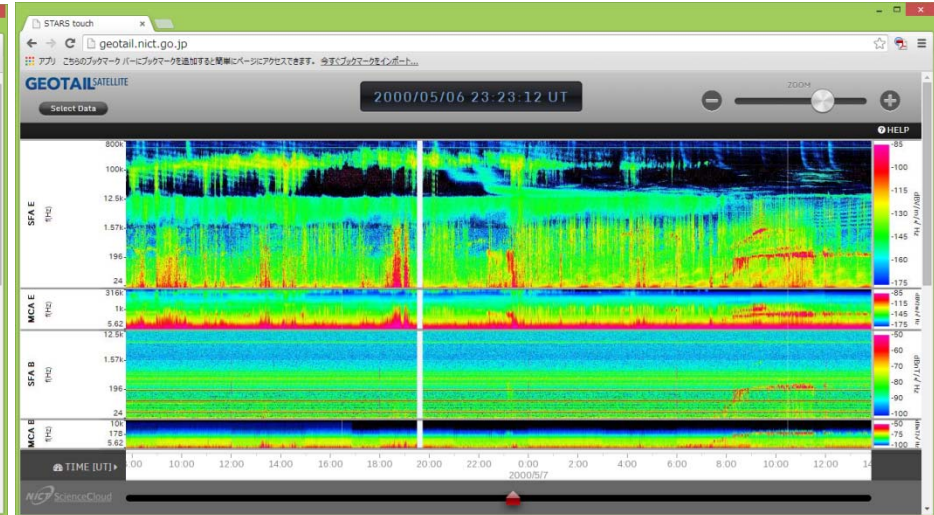 STARS touch
geotail.nict.go.jp
アプリ こちらのブックマーク バーにブックマークを追加すると簡単にページにアクセスできます。 今すぐブックマークをインポート...
GEOTAIL SATELLITE
Select Data
2000/05/06 23:23:12 UT
ZOOM
HELP
SFA E
f(Hz)
800k
100k
12.5k
1.57k
196
24
-85
-100
-115
-130
-145
-160
-175
dBV/m/√Hz
MCA E
f(Hz)
316k
1k
5.62
-85
-115
-145
-175
SFA B
f(Hz)
12.5k
1.57k
196
24
-50
-60
-70
-80
-90
-100
dBnT/√Hz
MCA B
f(Hz)
10k
178
5.62
-50
-75
-100
TIME [UT]
:00 10:00 12:00 14:00 16:00 18:00 20:00 22:00 0:00 2:00 4:00 6:00 8:00 10:00 12:00 14
2000/5/7
NICT ScienceCloud